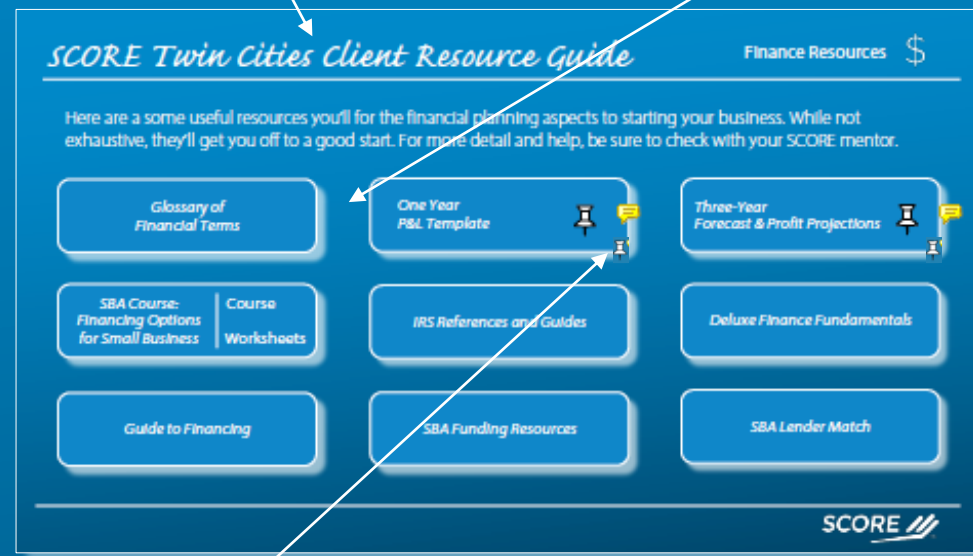 SCORE Twin Cities Client Resource Guide
Finance Resources $
Here are a some useful resources you'll for the financial planning aspects to starting your business. While not
exhaustive, they'll get you off to a good start. For more detail and help, be sure to check with your SCORE mentor.
Glossary of
Financial Terms
One Year
P&L Template
Three-Year
Forecast & Profit Projections
SBA Course:
Financing Options
for Small Business
Course
Worksheets
IRS References and Guides
Deluxe Finance Fundamentals
Guide to Financing
SBA Funding Resources
SBA Lender Match
SCORE